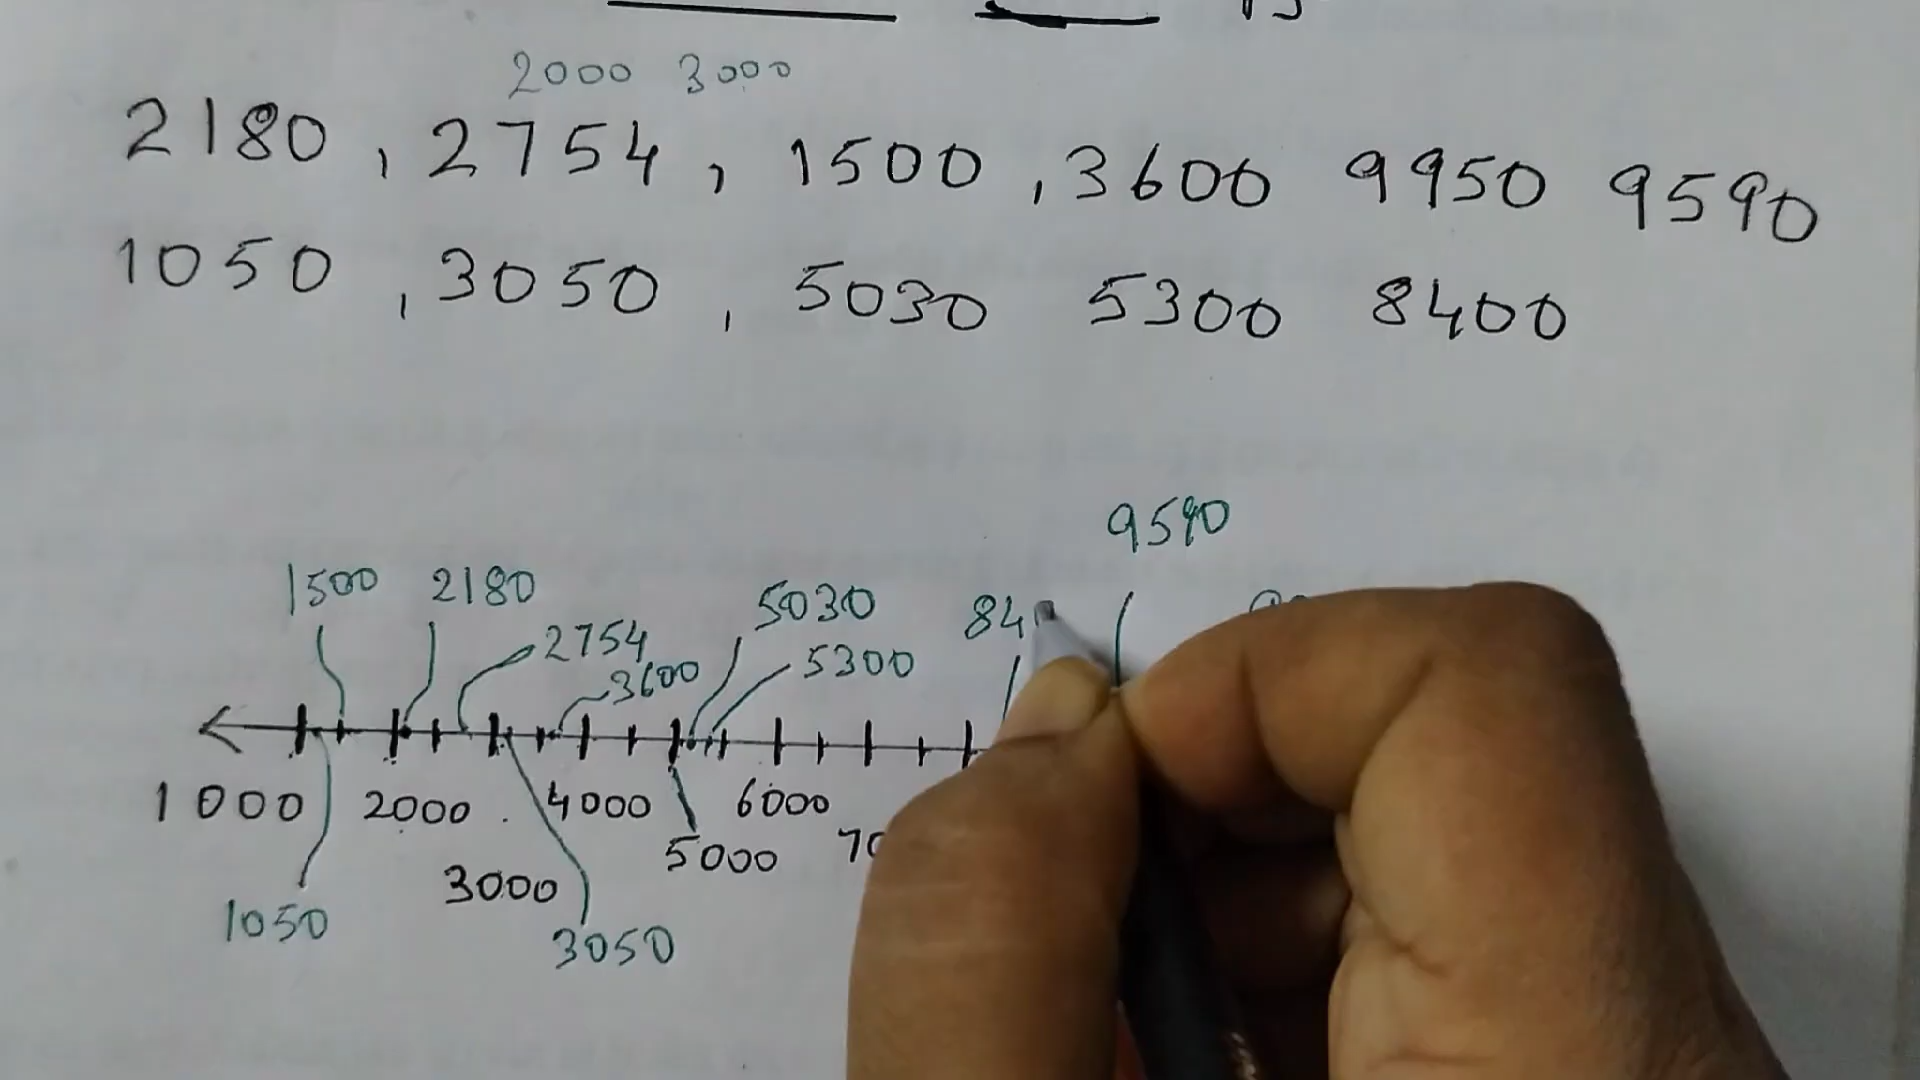 2000 3000
2180 , 2754 , 1500 , 3600 9950 9590
1050 , 3050 , 5030 5300 8400
9590
1500 2180 5030 84
2754 5300
3600
1000 2000 4000 6000
5000
3000
1050 3050